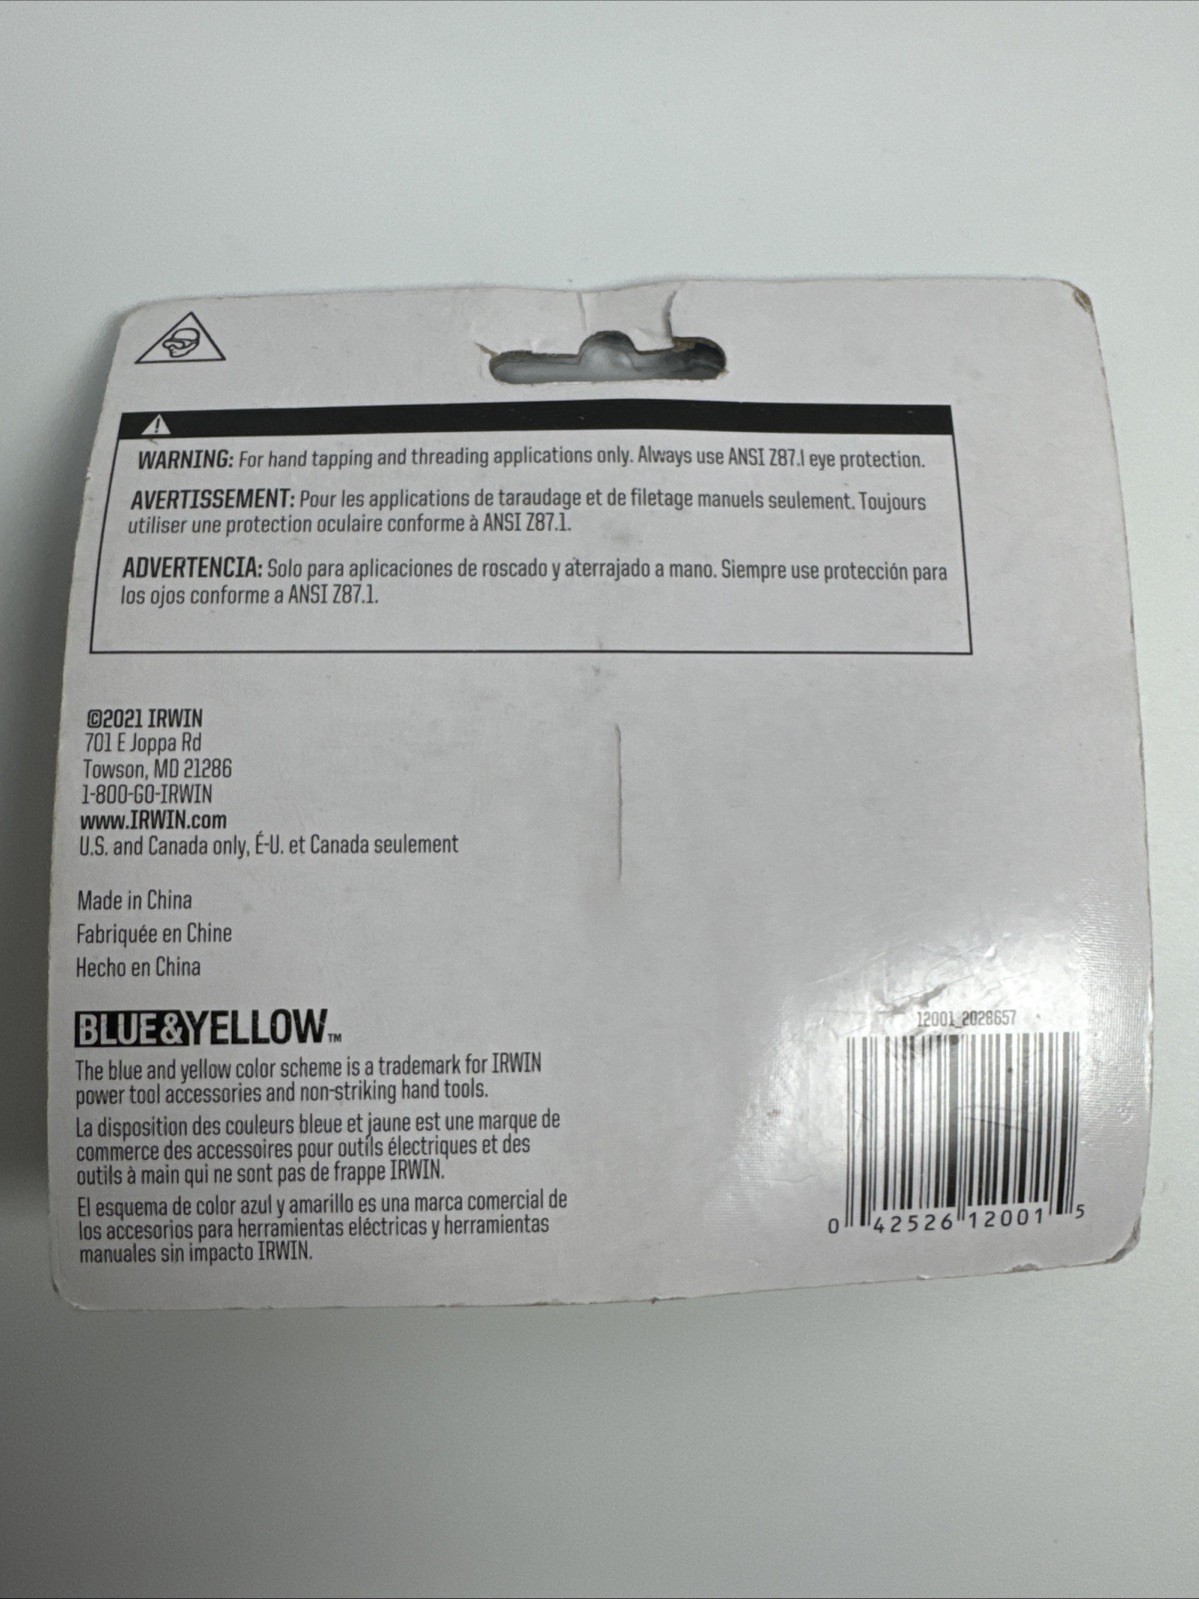 WARNING: For hand tapping and threading applications only. Always use ANSI Z87.1 eye protection.
AVERTISSEMENT: Pour les applications de taraudage et de filetage manuels seulement. Toujours
utiliser une protection oculaire conforme à ANSI Z87.1.
ADVERTENCIA: Solo para aplicaciones de roscado y aterrajado a mano. Siempre use protección para
los ojos conforme a ANSI Z87.1.
©2021 IRWIN
701 E Joppa Rd
Towson, MD 21286
1-800-GO-IRWIN
www.IRWIN.com
U.S. and Canada only, É-U. et Canada seulement
Made in China
Fabriquée en Chine
Hecho en China
BLUE&YELLOW™
The blue and yellow color scheme is a trademark for IRWIN
power tool accessories and non-striking hand tools.
La disposition des couleurs bleue et jaune est une marque de
commerce des accessoires pour outils électriques et des
outils à main qui ne sont pas de frappe IRWIN.
El esquema de color azul y amarillo es una marca comercial de
los accesorios para herramientas eléctricas y herramientas
manuales sin impacto IRWIN.
12001_2028657
0 42526 12001 5